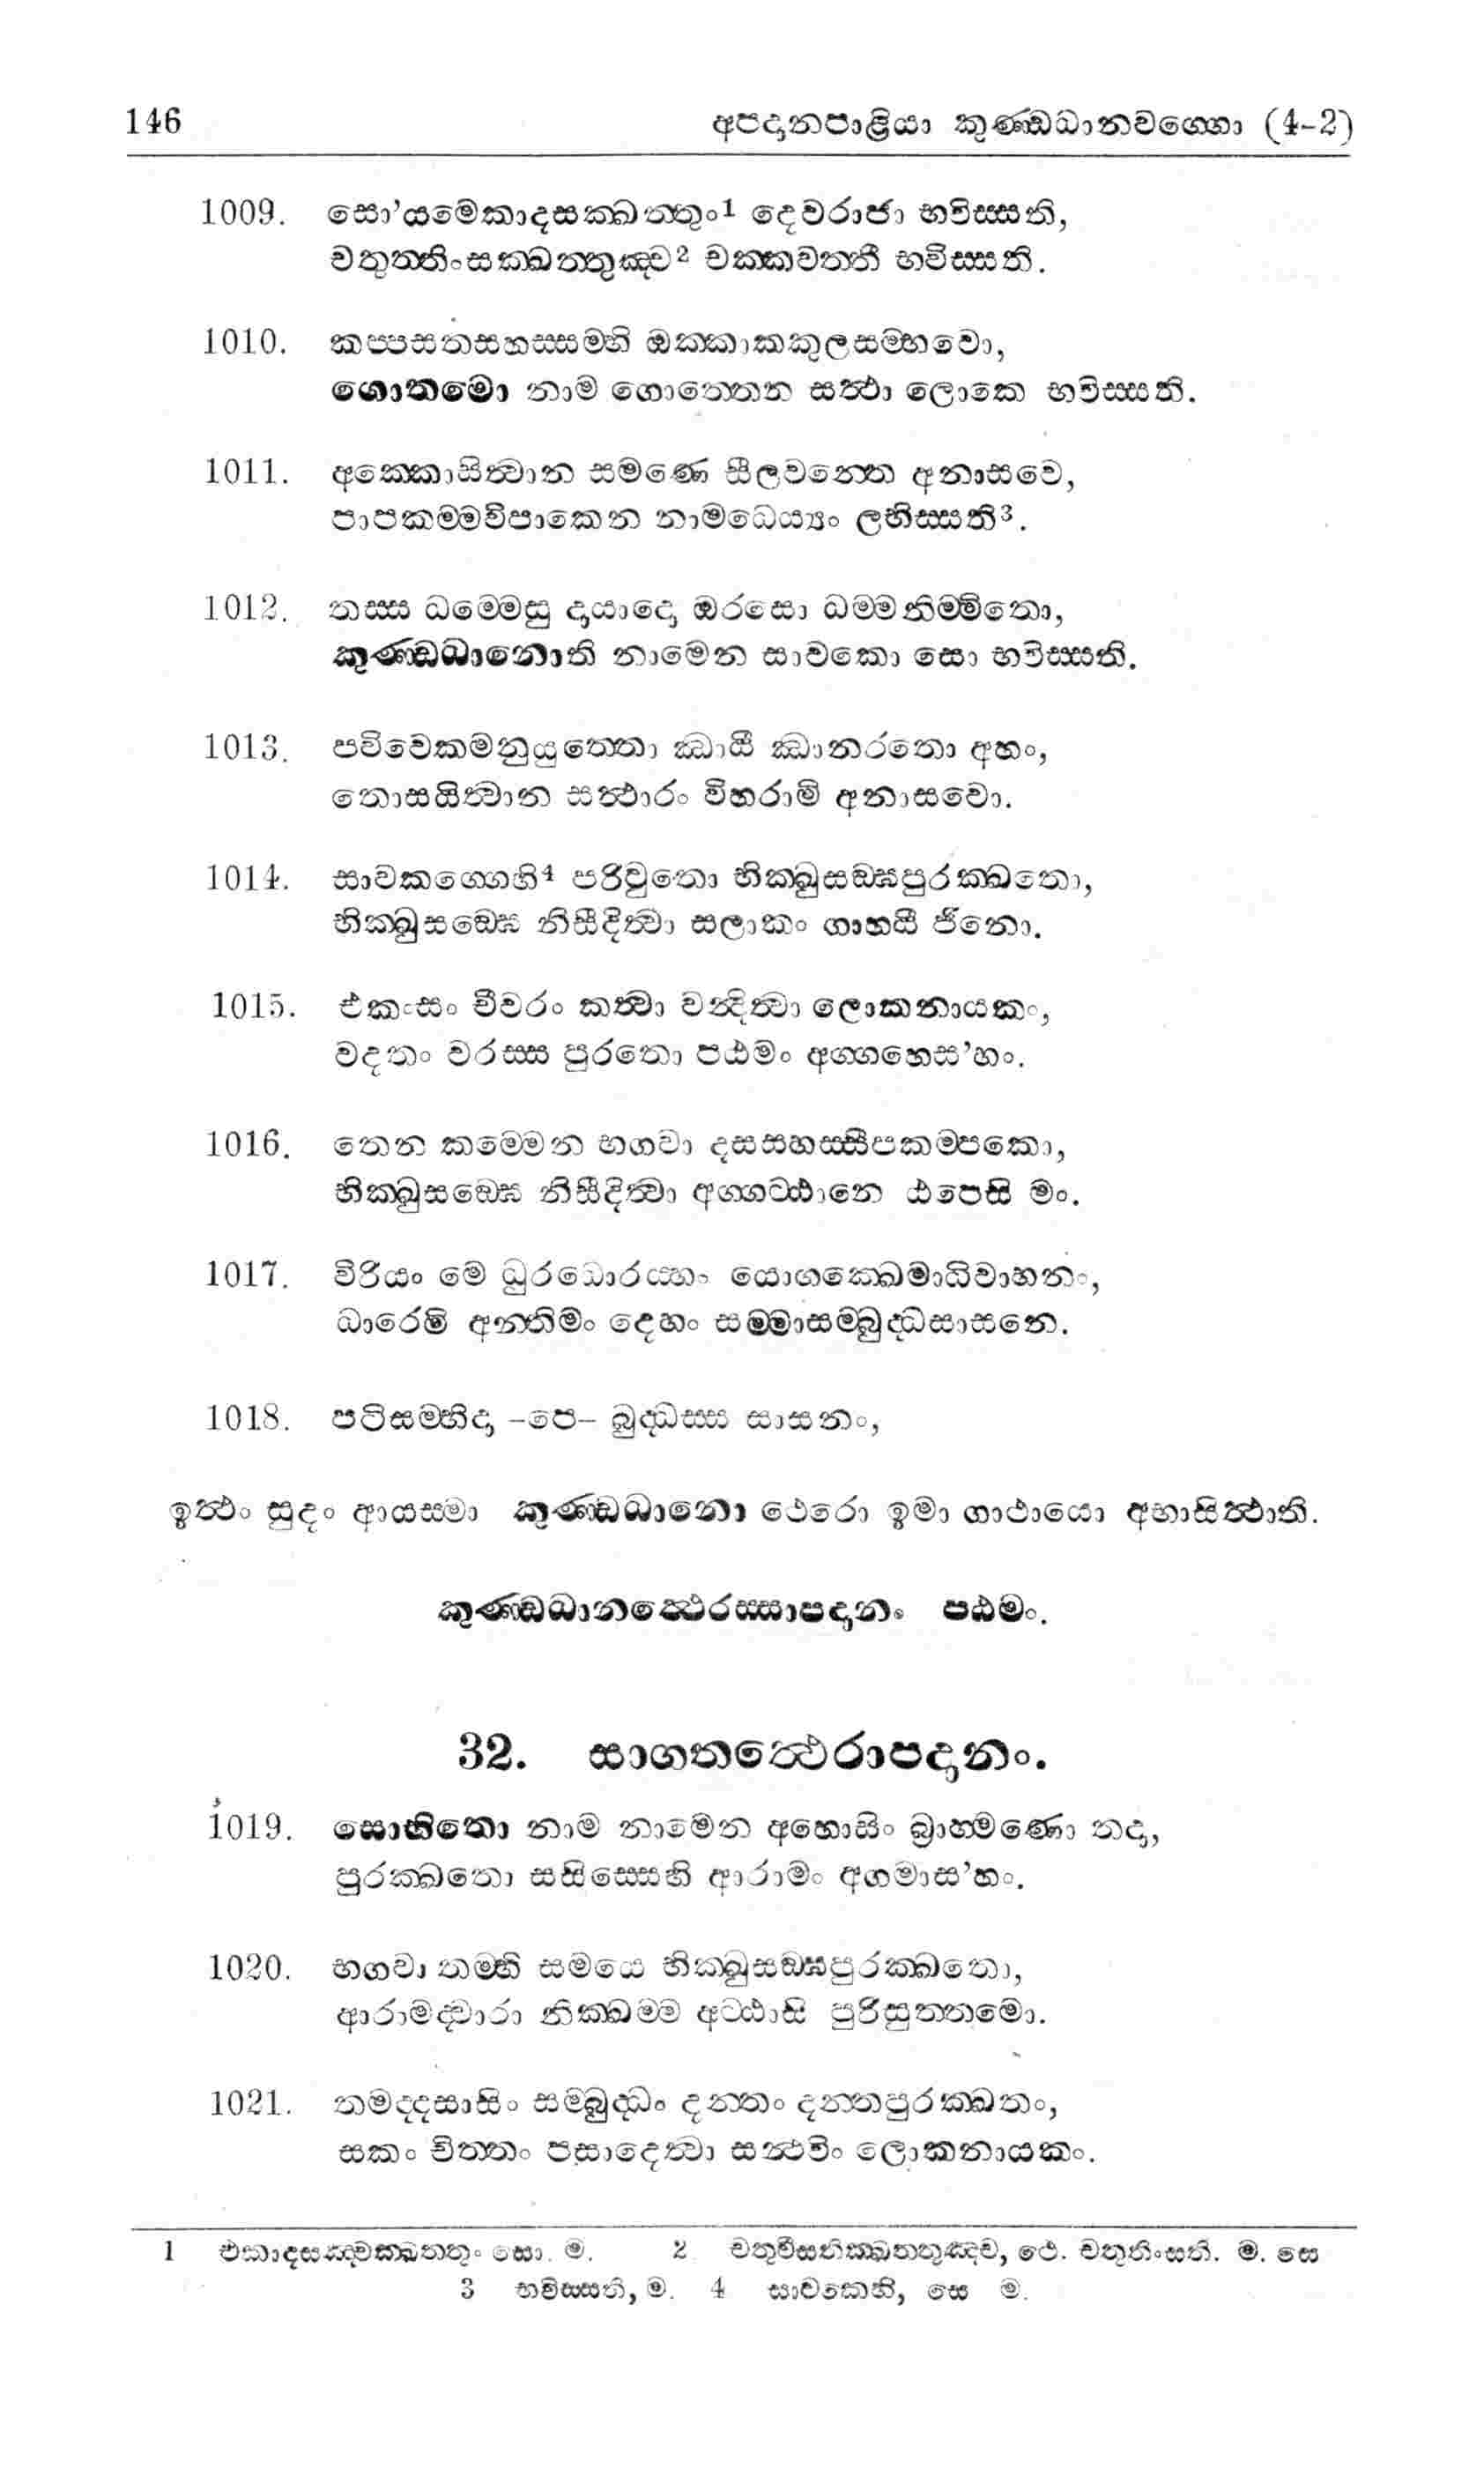 146 අපදානපාළියා කුණ්ඩධානවග්ගො (4-2)
1009. සො’යමෙකාදසක්ඛත්තුං1 දෙවරාජා භවිස්සති,
චතුත්තිංසක්ඛත්තුඤ්ච2 චක්කවත්තී භවිස්සති.
1010. කප්පසතසහස්සම්හි ඔක්කාකකුලසම්භවො,
ගොතමො නාම ගොත්තෙන සත්ථා ලොකෙ භවිස්සති.
1011. අක්කොසිත්වාන සමණෙ සීලවන්තෙ අනාසවෙ,
පාපකම්මවිපාකෙන නාමධෙය්‍යං ලභිස්සති3.
1012. තස්ස ධම්මෙසු දායාදො ඔරසො ධම්මනිම්මිතො,
කුණ්ඩධානොති නාමෙන සාවකො සො භවිස්සති.
1013. පවිවෙකමනුයුත්තො ඣායී ඣානරතො අහං,
තොසයිත්වාන සත්ථාරං විහරාමි අනාසවො.
1014. සාවකග්ගෙහි4 පරිවුතො භික්ඛුසඞ්ඝපුරක්ඛතො,
භික්ඛුසඞ්ඝෙ නිසීදිත්වා සලාකං ගාහයී ජිනො.
1015. එකංසං චීවරං කත්වා වන්දිත්වා ලොකනායකං,
වදතං වරස්ස පුරතො පඨමං අග්ගහෙස’හං.
1016. තෙන කම්මෙන භගවා දසසහස්සීපකම්පකො,
භික්ඛුසඞ්ඝෙ නිසීදිත්වා අග්ගට්ඨානෙ ඨපෙසි මං.
1017. විරියං මෙ ධුරධොරය්හං යොගක්ඛෙමාධිවාහනං,
ධාරෙමි අන්තිමං දෙහං සම්මාසම්බුද්ධසාසනෙ.
1018. පටිසම්භිදා -පෙ- බුද්ධස්ස සාසනං,
ඉත්ථං සුදං ආයස්මා කුණ්ඩධානො ථෙරො ඉමා ගාථායො අභාසිත්ථාති.
කුණ්ඩධානත්ථෙරස්සාපදානං පඨමං.
32. සාගතත්ථෙරාපදානං.
1019. සොභිතො නාම නාමෙන අහොසිං බ්‍රාහ්මණො තදා,
පුරක්ඛතො සසිස්සෙහි ආරාමං අගමාස’හං.
1020. භගවා තම්හි සමයෙ භික්ඛුසඞ්ඝපුරක්ඛතො,
ආරාමද්වාරා නික්ඛම්ම අට්ඨාසි පුරිසුත්තමො.
1021. තමද්දසාසිං සම්බුද්ධං දන්තං දන්තපුරක්ඛතං,
සකං චිත්තං පසාදෙත්වා සන්ථවිං ලොකනායකං.
1 එකාදසඤ්චක්ඛත්තුං සො. ම. 2 චතුවීසතික්ඛත්තුඤ්ච, ථෙ. චතුතිංසති. ම. සෙ
3 භවිස්සති, ම. 4 සාවකෙහි, සෙ ම.